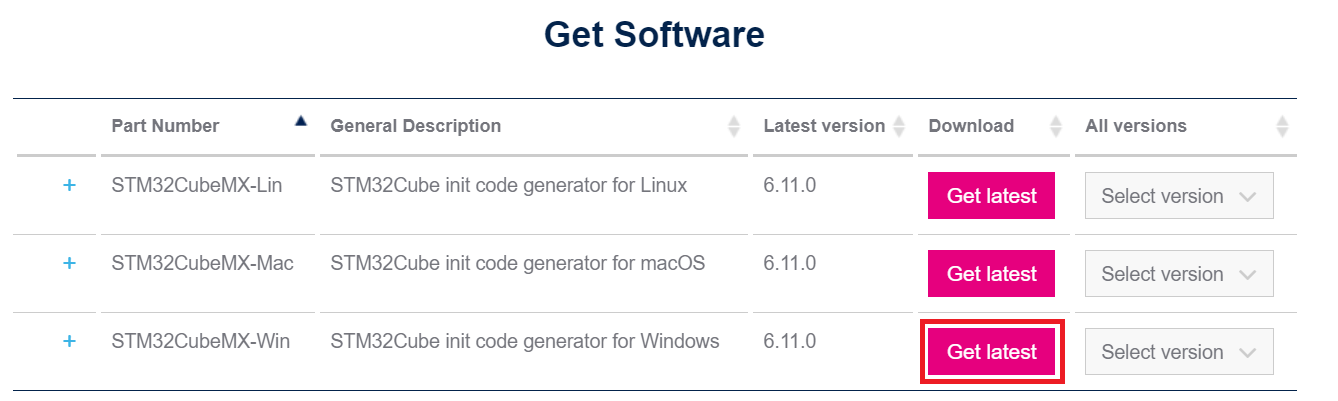 Get Software
Part Number General Description Latest version Download All versions
+ STM32CubeMX-Lin STM32Cube init code generator for Linux 6.11.0 Get latest Select version
+ STM32CubeMX-Mac STM32Cube init code generator for macOS 6.11.0 Get latest Select version
+ STM32CubeMX-Win STM32Cube init code generator for Windows 6.11.0 Get latest Select version